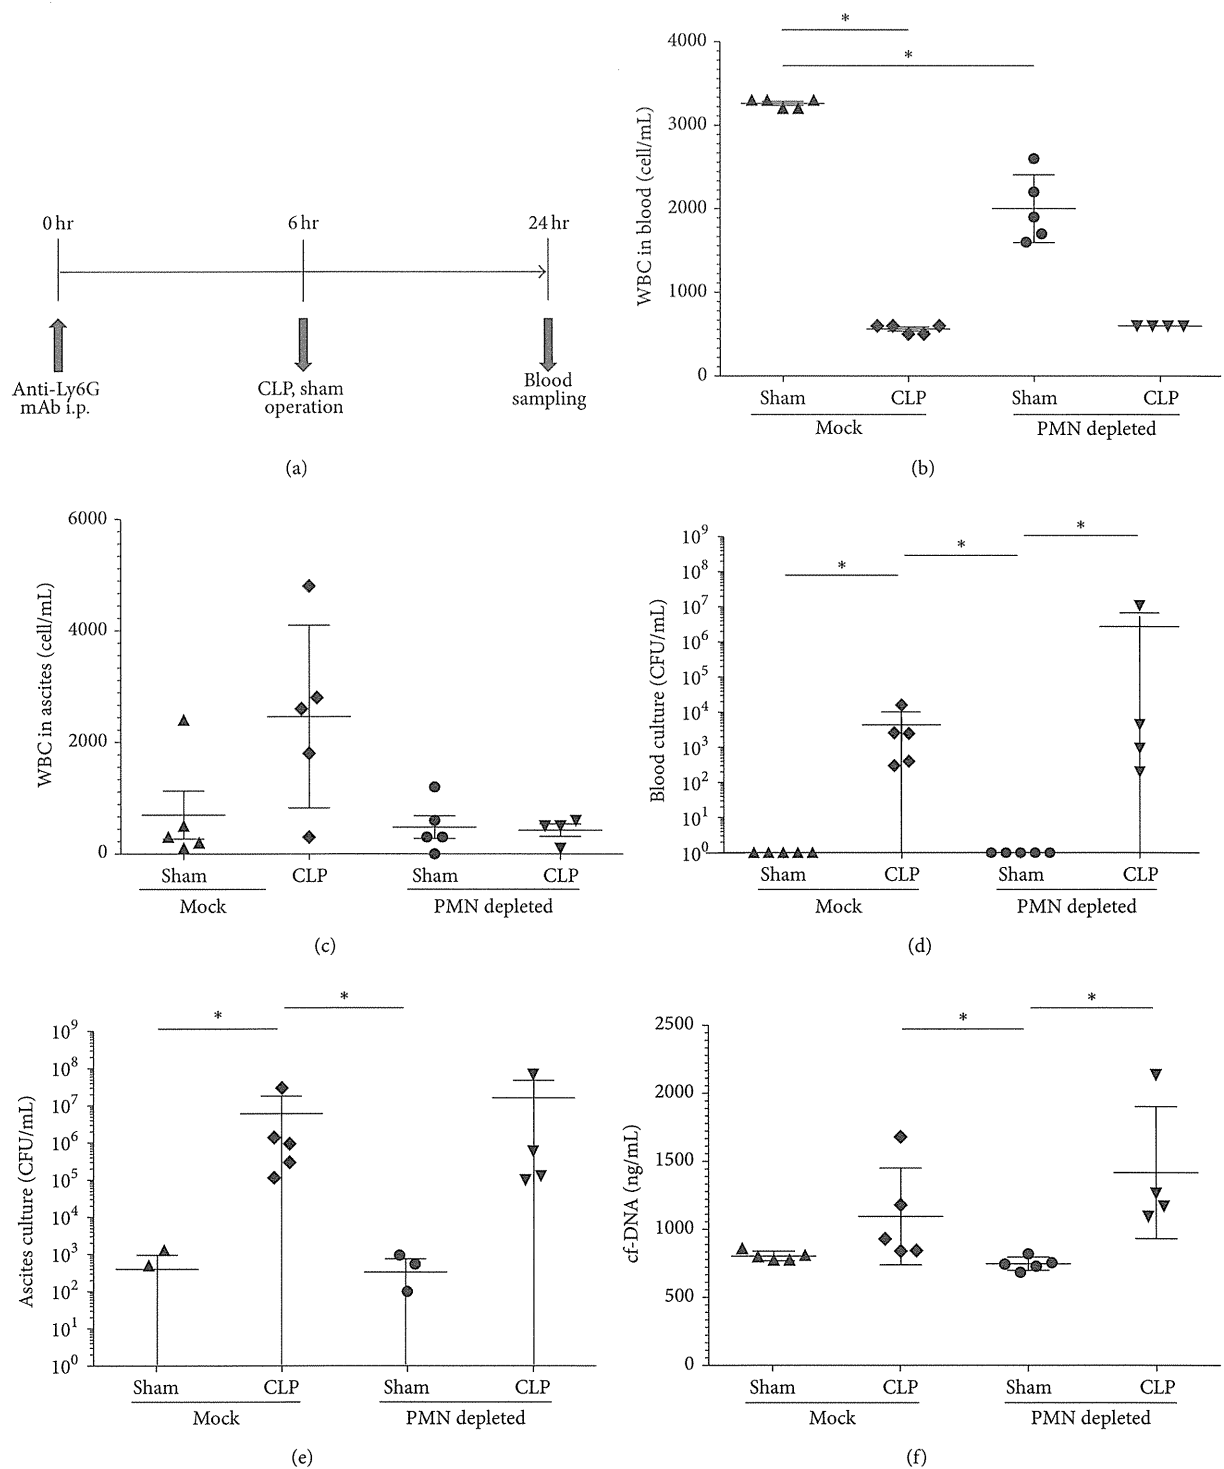 0 hr
6 hr
24 hr
Anti-Ly6G
mAb i.p.
CLP, sham
operation
Blood
sampling
(a)
*
*
WBC in blood (cell/mL)
4000
3000
2000
1000
0
Sham
CLP
Sham
CLP
Mock
PMN depleted
(b)
WBC in ascites (cell/mL)
6000
4000
2000
0
Sham
CLP
Sham
CLP
Mock
PMN depleted
(c)
*
*
*
Blood culture (CFU/mL)
10⁹
10⁸
10⁷
10⁶
10⁵
10⁴
10³
10²
10¹
10⁰
Sham
CLP
Sham
CLP
Mock
PMN depleted
(d)
*
*
Ascites culture (CFU/mL)
10⁹
10⁸
10⁷
10⁶
10⁵
10⁴
10³
10²
10¹
10⁰
Sham
CLP
Sham
CLP
Mock
PMN depleted
(e)
*
*
cf-DNA (ng/mL)
2500
2000
1500
1000
500
0
Sham
CLP
Sham
CLP
Mock
PMN depleted
(f)